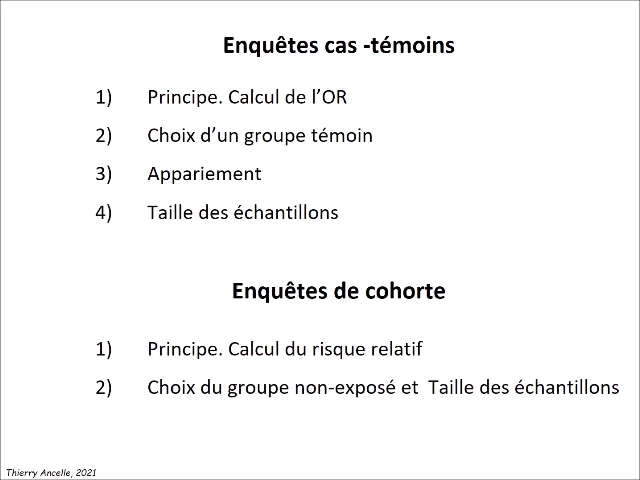 Enquêtes cas -témoins
1) Principe. Calcul de l’OR
2) Choix d’un groupe témoin
3) Appariement
4) Taille des échantillons
Enquêtes de cohorte
1) Principe. Calcul du risque relatif
2) Choix du groupe non-exposé et Taille des échantillons
Thierry Ancelle, 2021